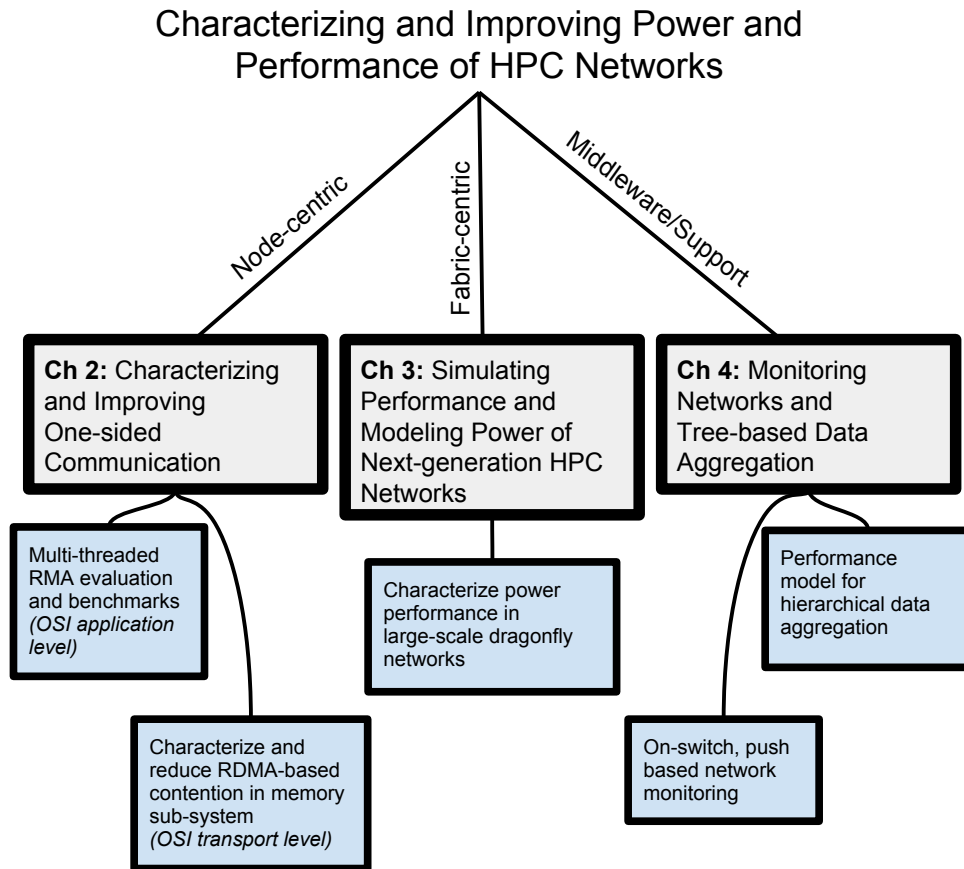 Characterizing and Improving Power and
Performance of HPC Networks
Node-centric
Fabric-centric
Middleware/Support
Ch 2: Characterizing
and Improving
One-sided
Communication
Ch 3: Simulating
Performance and
Modeling Power of
Next-generation HPC
Networks
Ch 4: Monitoring
Networks and
Tree-based Data
Aggregation
Multi-threaded
RMA evaluation
and benchmarks
(OSI application
level)
Characterize power
performance in
large-scale dragonfly
networks
Performance
model for
hierarchical data
aggregation
Characterize and
reduce RDMA-based
contention in memory
sub-system
(OSI transport level)
On-switch, push
based network
monitoring